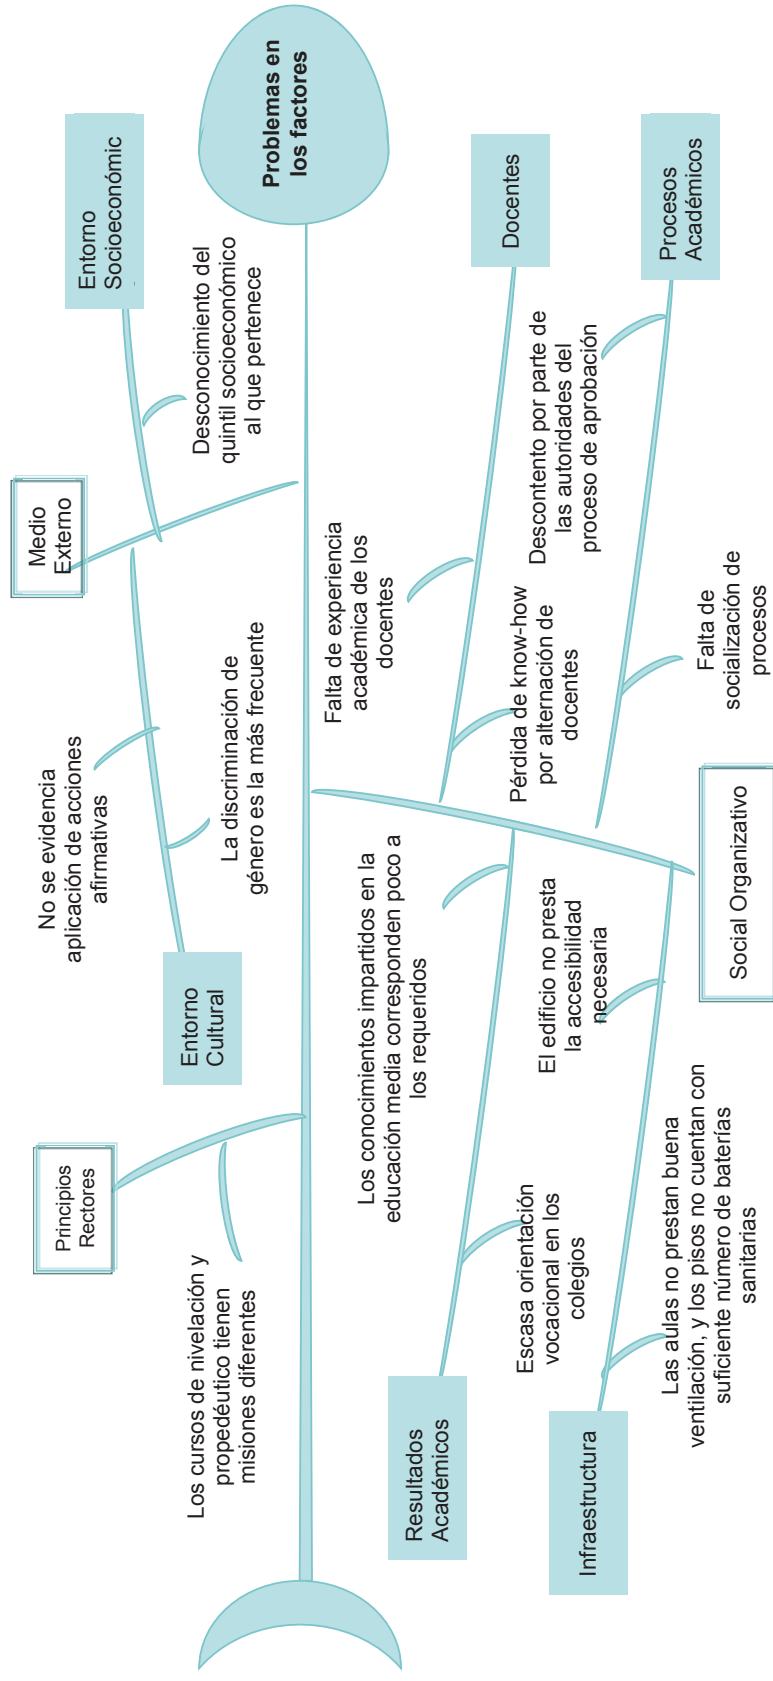 Principios
Rectores
Los cursos de nivelación y
propedéutico tienen
misiones diferentes
Medio
Externo
Entorno
Cultural
No se evidencia
aplicación de acciones
afirmativas
La discriminación de
género es la más frecuente
Entorno
Socioeconómic
Desconocimiento del
quintil socioeconómico
al que pertenece
Problemas en
los factores
Resultados
Académicos
Los conocimientos impartidos en la
educación media corresponden poco a
los requeridos
Escasa orientación
vocacional en los
colegios
Falta de experiencia
académica de los
docentes
Pérdida de know-how
por alternación de
docentes
Docentes
Infraestructura
El edificio no presta
la accesibilidad
necesaria
Las aulas no prestan buena
ventilación, y los pisos no cuentan con
suficiente número de baterías
sanitarias
Descontento por parte de
las autoridades del
proceso de aprobación
Falta de
socialización de
procesos
Procesos
Académicos
Social Organizativo